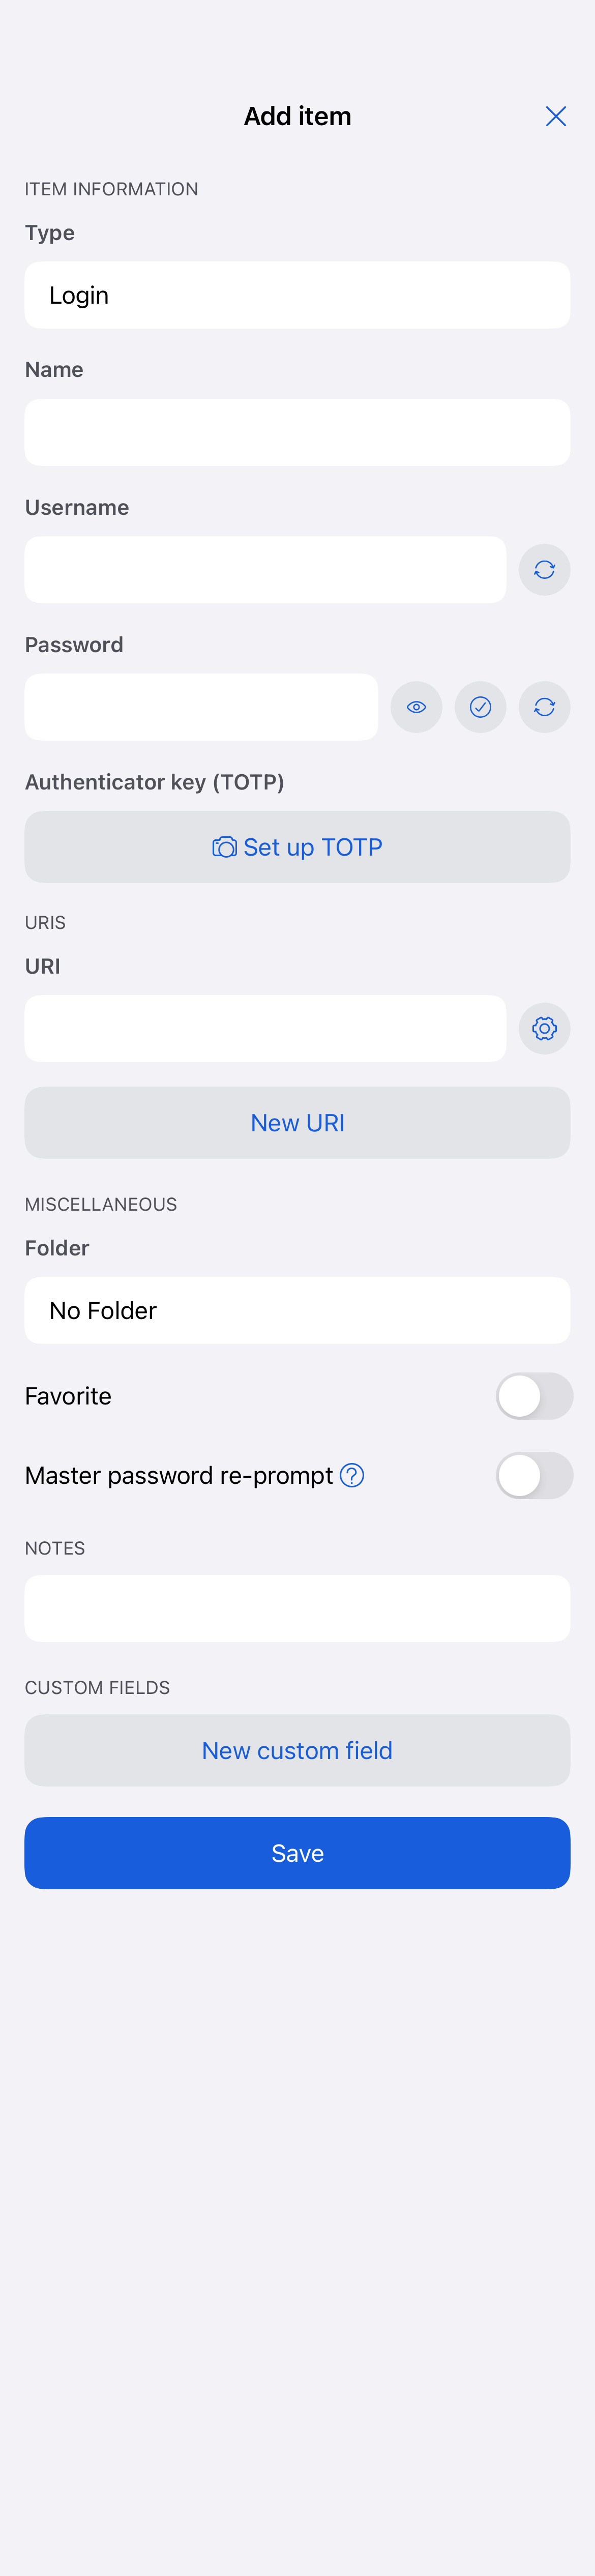 Add item
ITEM INFORMATION
Type
Login
Name
Username
Password
Authenticator key (TOTP)
Set up TOTP
URIS
URI
New URI
MISCELLANEOUS
Folder
No Folder
Favorite
Master password re-prompt
NOTES
CUSTOM FIELDS
New custom field
Save